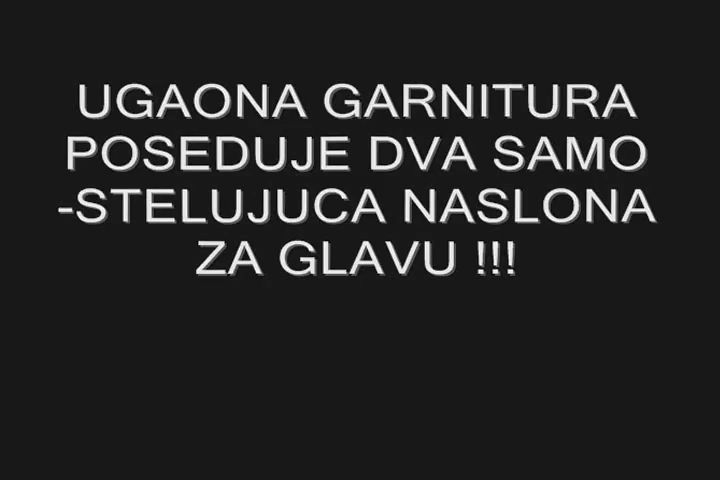 UGAONA GARNITURA
POSEDUJE DVA SAMO
-STELUJUCA NASLONA
ZA GLAVU !!!